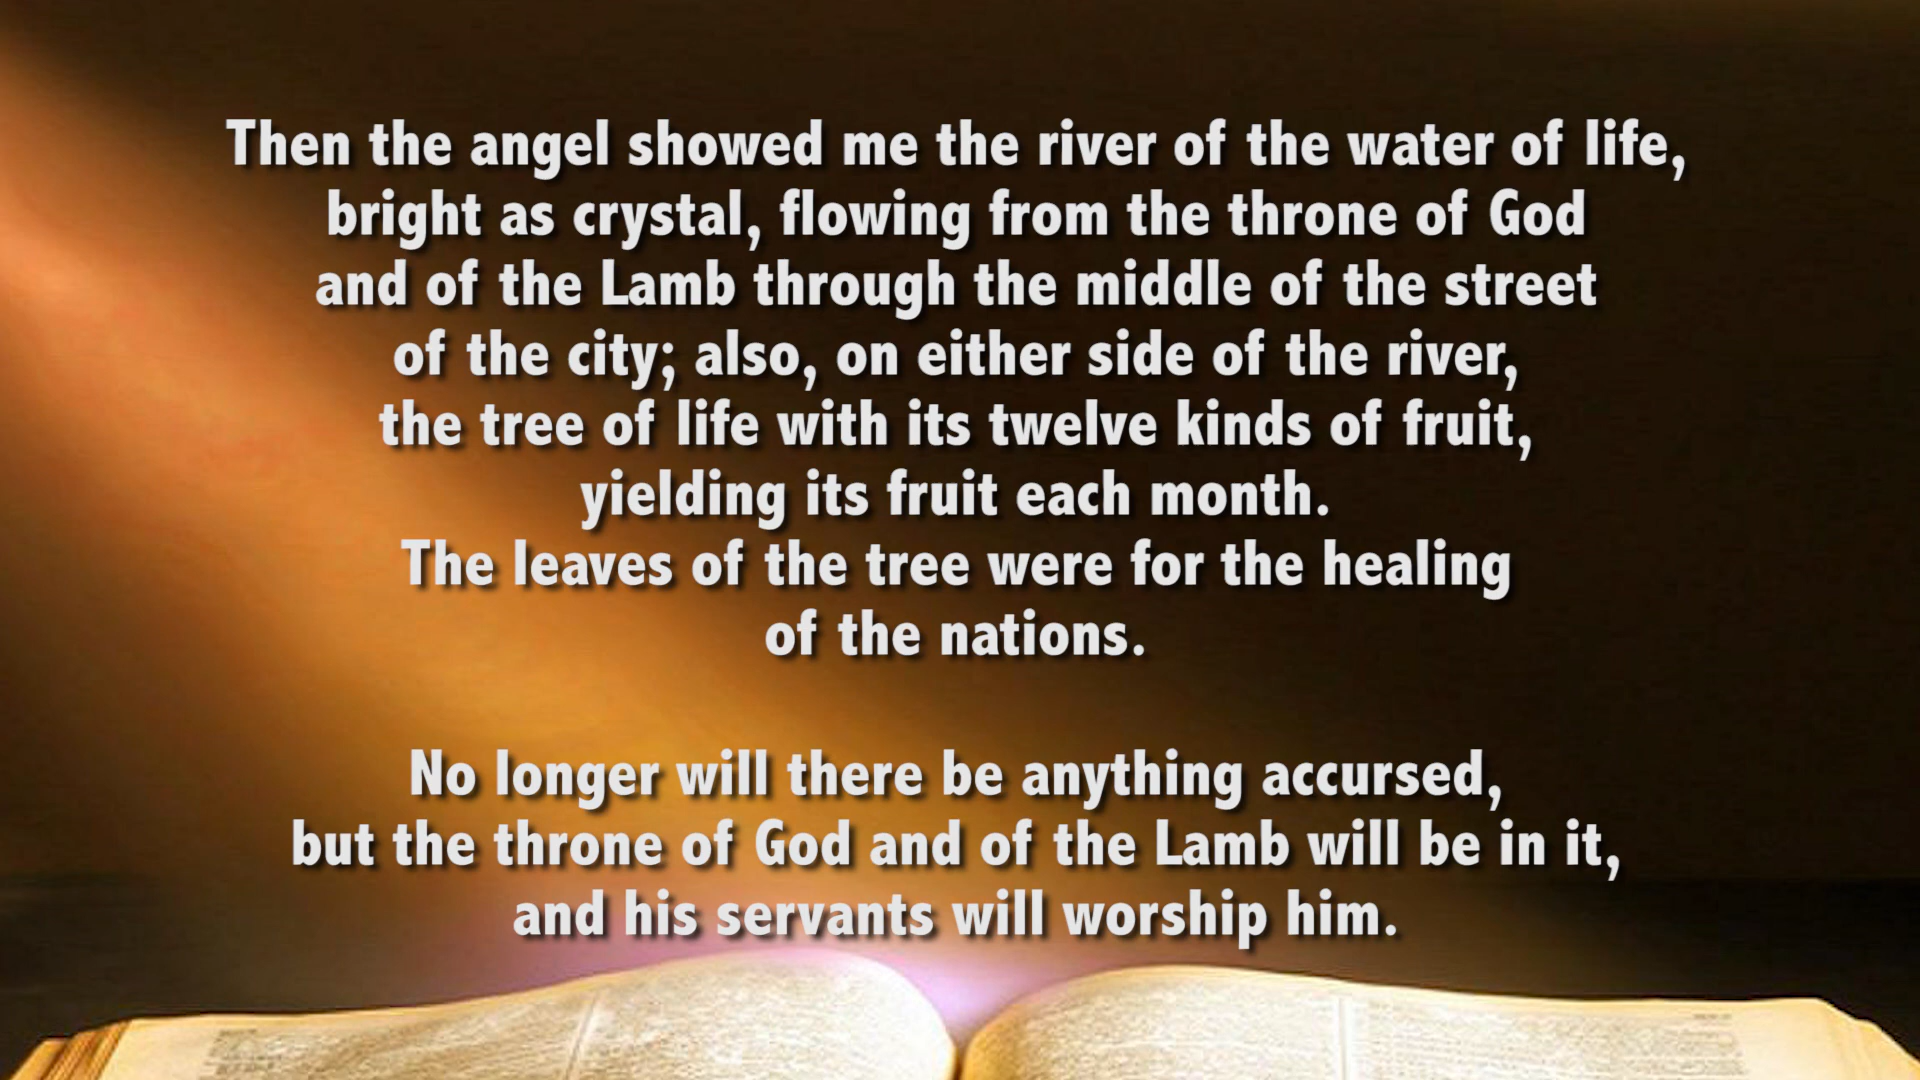 Then the angel showed me the river of the water of life,
bright as crystal, flowing from the throne of God
and of the Lamb through the middle of the street
of the city; also, on either side of the river,
the tree of life with its twelve kinds of fruit,
yielding its fruit each month.
The leaves of the tree were for the healing
of the nations.
No longer will there be anything accursed,
but the throne of God and of the Lamb will be in it,
and his servants will worship him.